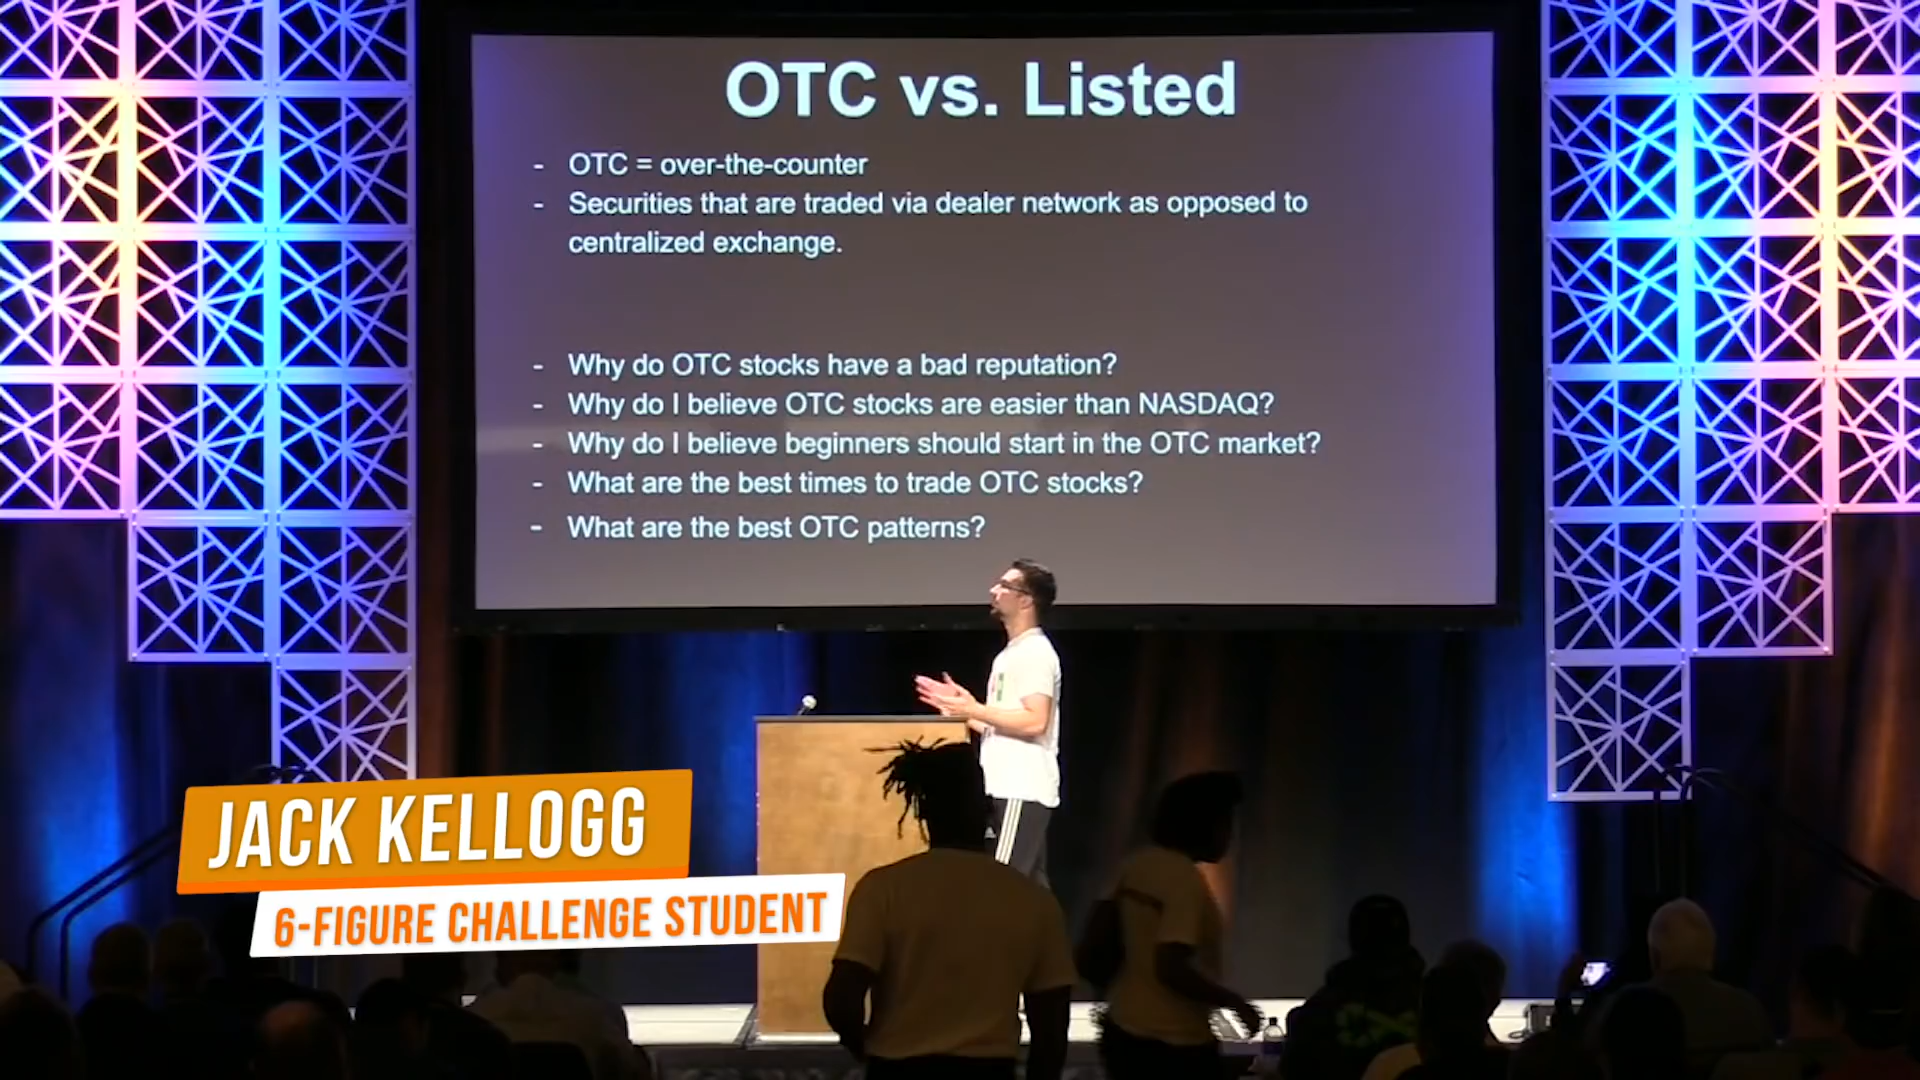 OTC vs. Listed
- OTC = over-the-counter
- Securities that are traded via dealer network as opposed to
centralized exchange.
- Why do OTC stocks have a bad reputation?
- Why do I believe OTC stocks are easier than NASDAQ?
- Why do I believe beginners should start in the OTC market?
- What are the best times to trade OTC stocks?
- What are the best OTC patterns?
JACK KELLOGG
6-FIGURE CHALLENGE STUDENT